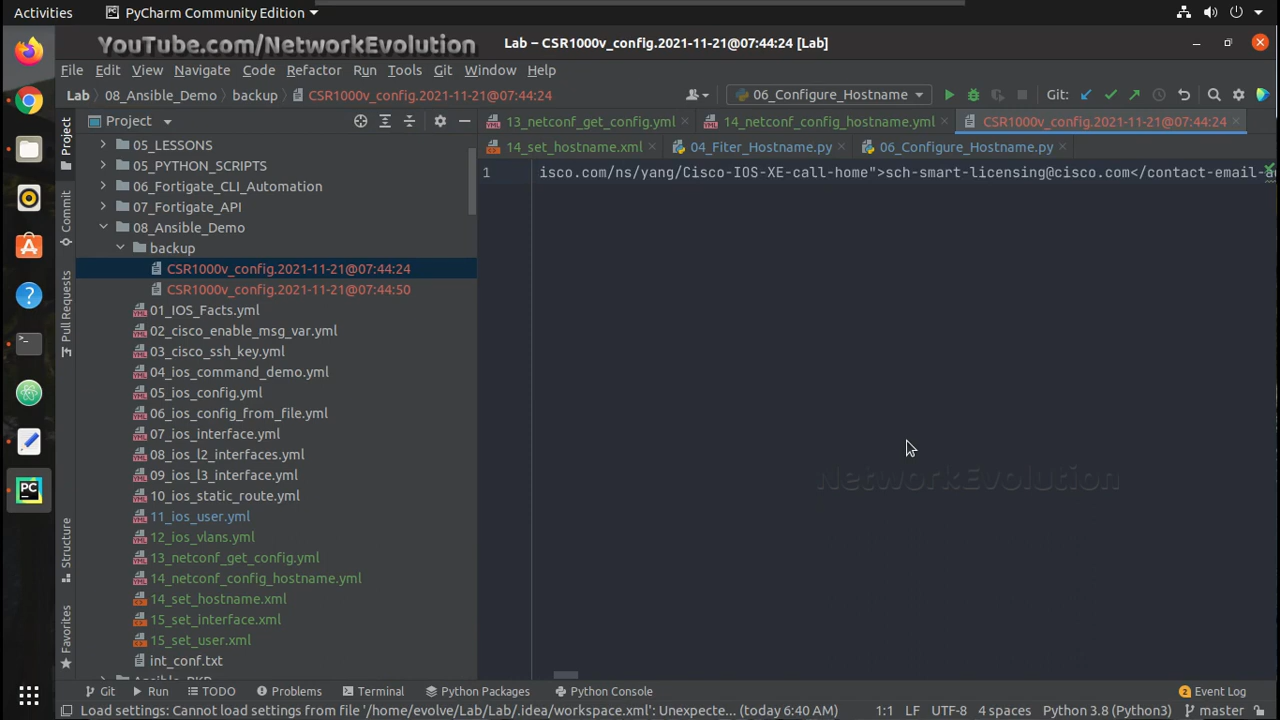 Activities
PyCharm Community Edition
YouTube.com/NetworkEvolution
Lab – CSR1000v_config.2021-11-21@07:44:24 [Lab]
File Edit View Navigate Code Refactor Run Tools Git Window Help
Lab 08_Ansible_Demo backup CSR1000v_config.2021-11-21@07:44:24
06_Configure_Hostname
Git:
Project
13_netconf_get_config.yml
14_netconf_config_hostname.yml
CSR1000v_config.2021-11-21@07:44:24
14_set_hostname.xml
04_Fiter_Hostname.py
06_Configure_Hostname.py
1 isco.com/ns/yang/Cisco-IOS-XE-call-home">sch-smart-licensing@cisco.com</contact-email-a
Project
Commit
Pull Requests
Structure
Favorites
05_LESSONS
05_PYTHON_SCRIPTS
06_Fortigate_CLI_Automation
07_Fortigate_API
08_Ansible_Demo
backup
CSR1000v_config.2021-11-21@07:44:24
CSR1000v_config.2021-11-21@07:44:50
01_IOS_Facts.yml
02_cisco_enable_msg_var.yml
03_cisco_ssh_key.yml
04_ios_command_demo.yml
05_ios_config.yml
06_ios_config_from_file.yml
07_ios_interface.yml
08_ios_l2_interfaces.yml
09_ios_l3_interface.yml
10_ios_static_route.yml
11_ios_user.yml
12_ios_vlans.yml
13_netconf_get_config.yml
14_netconf_config_hostname.yml
14_set_hostname.xml
15_set_interface.xml
15_set_user.xml
int_conf.txt
NetworkEvolution
Git Run TODO Problems Terminal Python Packages Python Console
2 Event Log
Load settings: Cannot load settings from file '/home/evolve/Lab/Lab/.idea/workspace.xml': Unexpecte... (today 6:40 AM)
1:1 LF UTF-8 4 spaces Python 3.8 (Python3) master